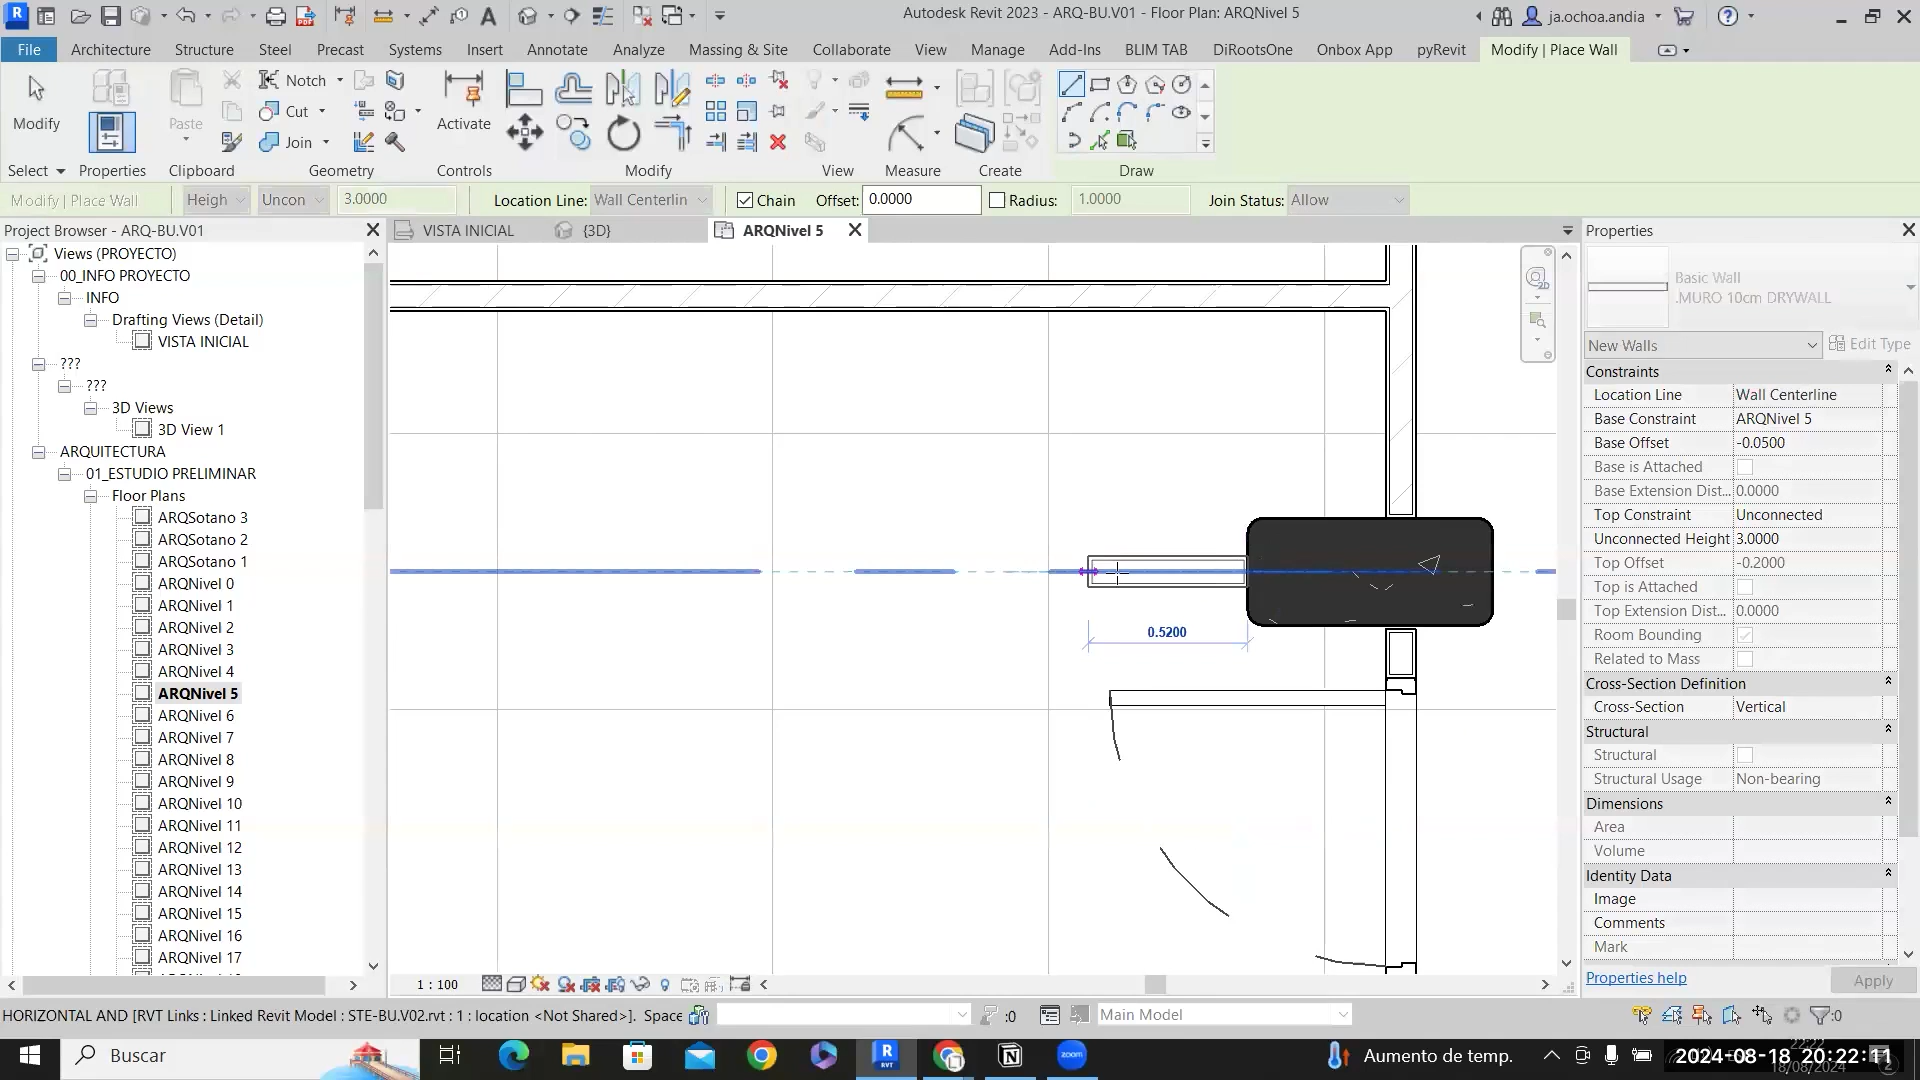 Autodesk Revit 2023 - ARQ-BU.V01 - Floor Plan: ARQNivel 5
ja.ochoa.andia
File Architecture Structure Steel Precast Systems Insert Annotate Analyze Massing & Site Collaborate View Manage Add-Ins BLIM TAB DiRootsOne Onbox App pyRevit Modify | Place Wall
Modify Paste Notch Cut Join Activate
Select Properties Clipboard Geometry Controls Modify View Measure Create Draw
Modify | Place Wall Heigh Uncon 3.0000 Location Line: Wall Centerlin Chain Offset: 0.0000 Radius: 1.0000 Join Status: Allow
Project Browser - ARQ-BU.V01
VISTA INICIAL {3D} ARQNivel 5
Views (PROYECTO)
00_INFO PROYECTO
INFO
Drafting Views (Detail)
VISTA INICIAL
???
???
3D Views
3D View 1
ARQUITECTURA
01_ESTUDIO PRELIMINAR
Floor Plans
ARQSotano 3
ARQSotano 2
ARQSotano 1
ARQNivel 0
ARQNivel 1
ARQNivel 2
ARQNivel 3
ARQNivel 4
ARQNivel 5
ARQNivel 6
ARQNivel 7
ARQNivel 8
ARQNivel 9
ARQNivel 10
ARQNivel 11
ARQNivel 12
ARQNivel 13
ARQNivel 14
ARQNivel 15
ARQNivel 16
ARQNivel 17
2D
0.5200
Properties
Basic Wall
.MURO 10cm DRYWALL
New Walls Edit Type
Constraints
Location Line Wall Centerline
Base Constraint ARQNivel 5
Base Offset -0.0500
Base is Attached
Base Extension Dist... 0.0000
Top Constraint Unconnected
Unconnected Height 3.0000
Top Offset -0.2000
Top is Attached
Top Extension Dist... 0.0000
Room Bounding
Related to Mass
Cross-Section Definition
Cross-Section Vertical
Structural
Structural
Structural Usage Non-bearing
Dimensions
Area
Volume
Identity Data
Image
Comments
Mark
Properties help Apply
1 : 100
HORIZONTAL AND [RVT Links : Linked Revit Model : STE-BU.V02.rvt : 1 : location <Not Shared>]. Space :0 Main Model :0
Buscar RVT zoom Aumento de temp.
2024-08-18 20:22:11
22:22
18/08/2024
2